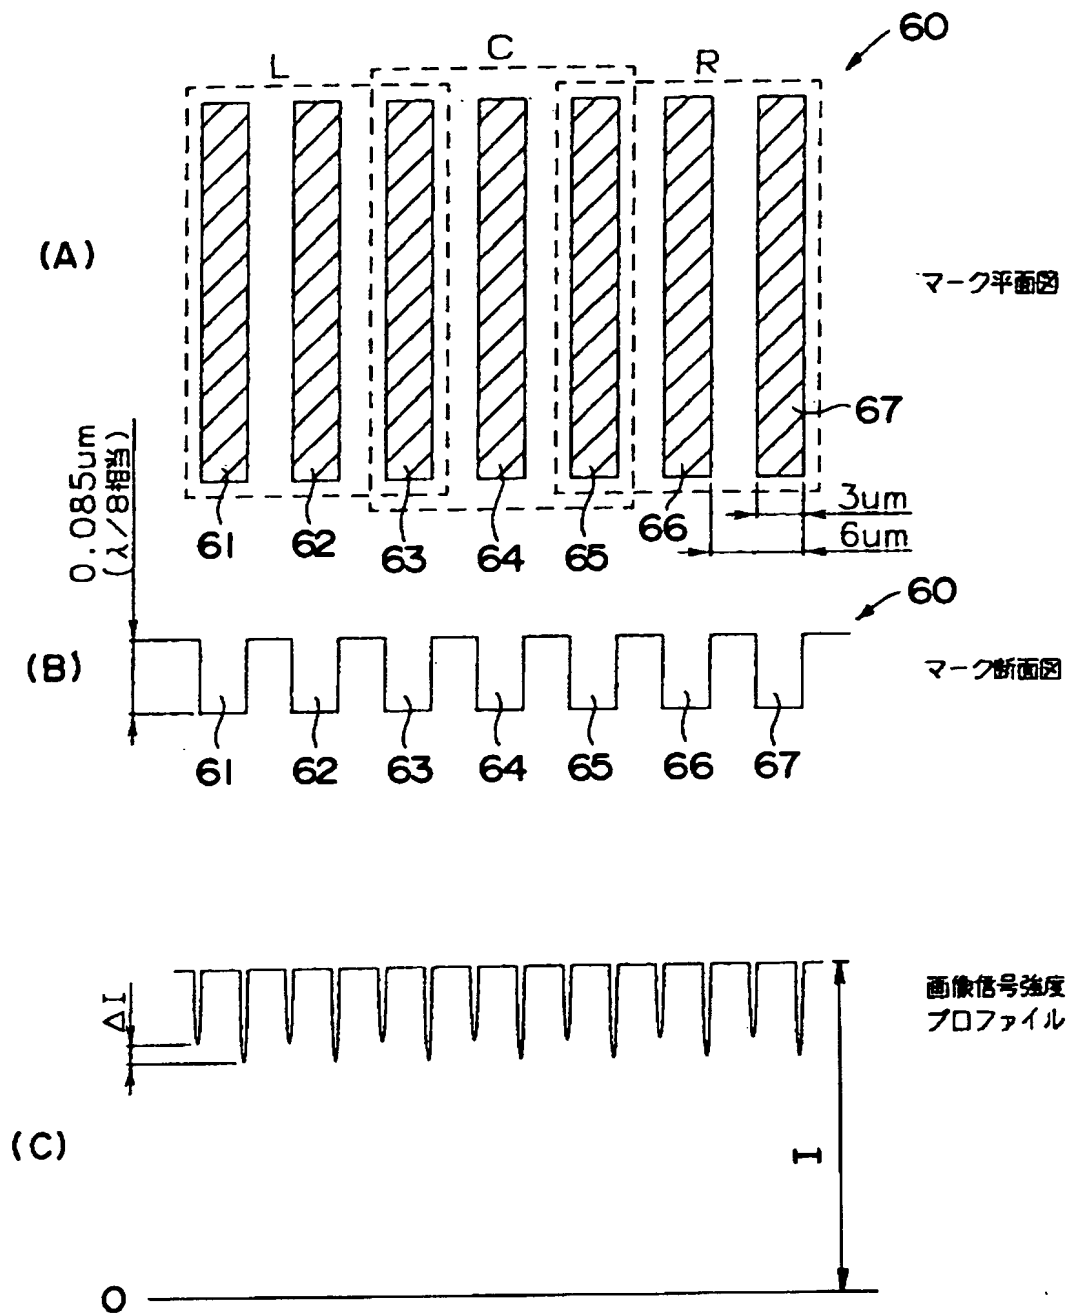 60
L
C
R
(A)
マーク平面図
67
0.085um
(λ/8相当)
61
62
63
64
65
66
3um
6um
60
(B)
マーク断面図
61
62
63
64
65
66
67
ΔI
画像信号強度
プロファイル
(C)
I
0